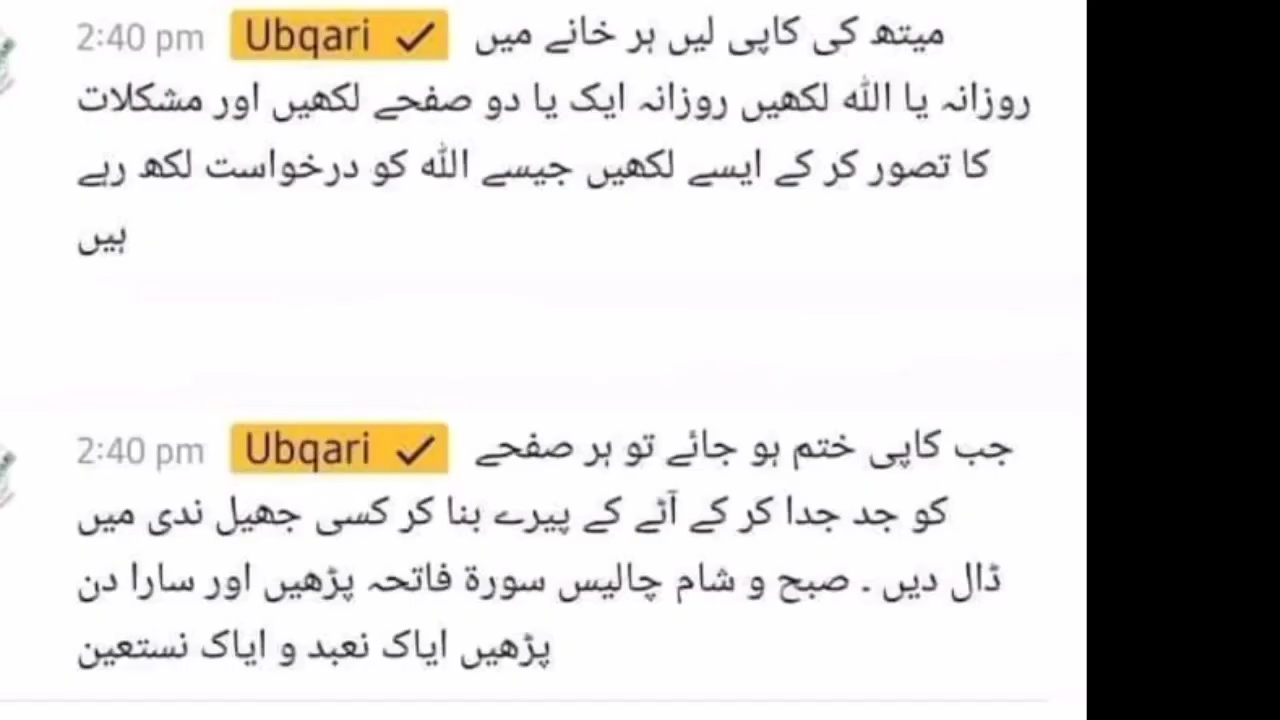 2:40 pm Ubqari ✓ میتھ کی کاپی لیں ہر خانے میں
روزانہ یا اللہ لکھیں روزانہ ایک یا دو صفحے لکھیں اور مشکلات
کا تصور کر کے ایسے لکھیں جیسے اللہ کو درخواست لکھ رہے
ہیں
2:40 pm Ubqari ✓ جب کاپی ختم ہو جائے تو ہر صفحے
کو جد جدا کر کے آٹے کے پیرے بنا کر کسی جھیل ندی میں
ڈال دیں ۔ صبح و شام چالیس سورۃ فاتحہ پڑھیں اور سارا دن
پڑھیں ایاک نعبد و ایاک نستعین